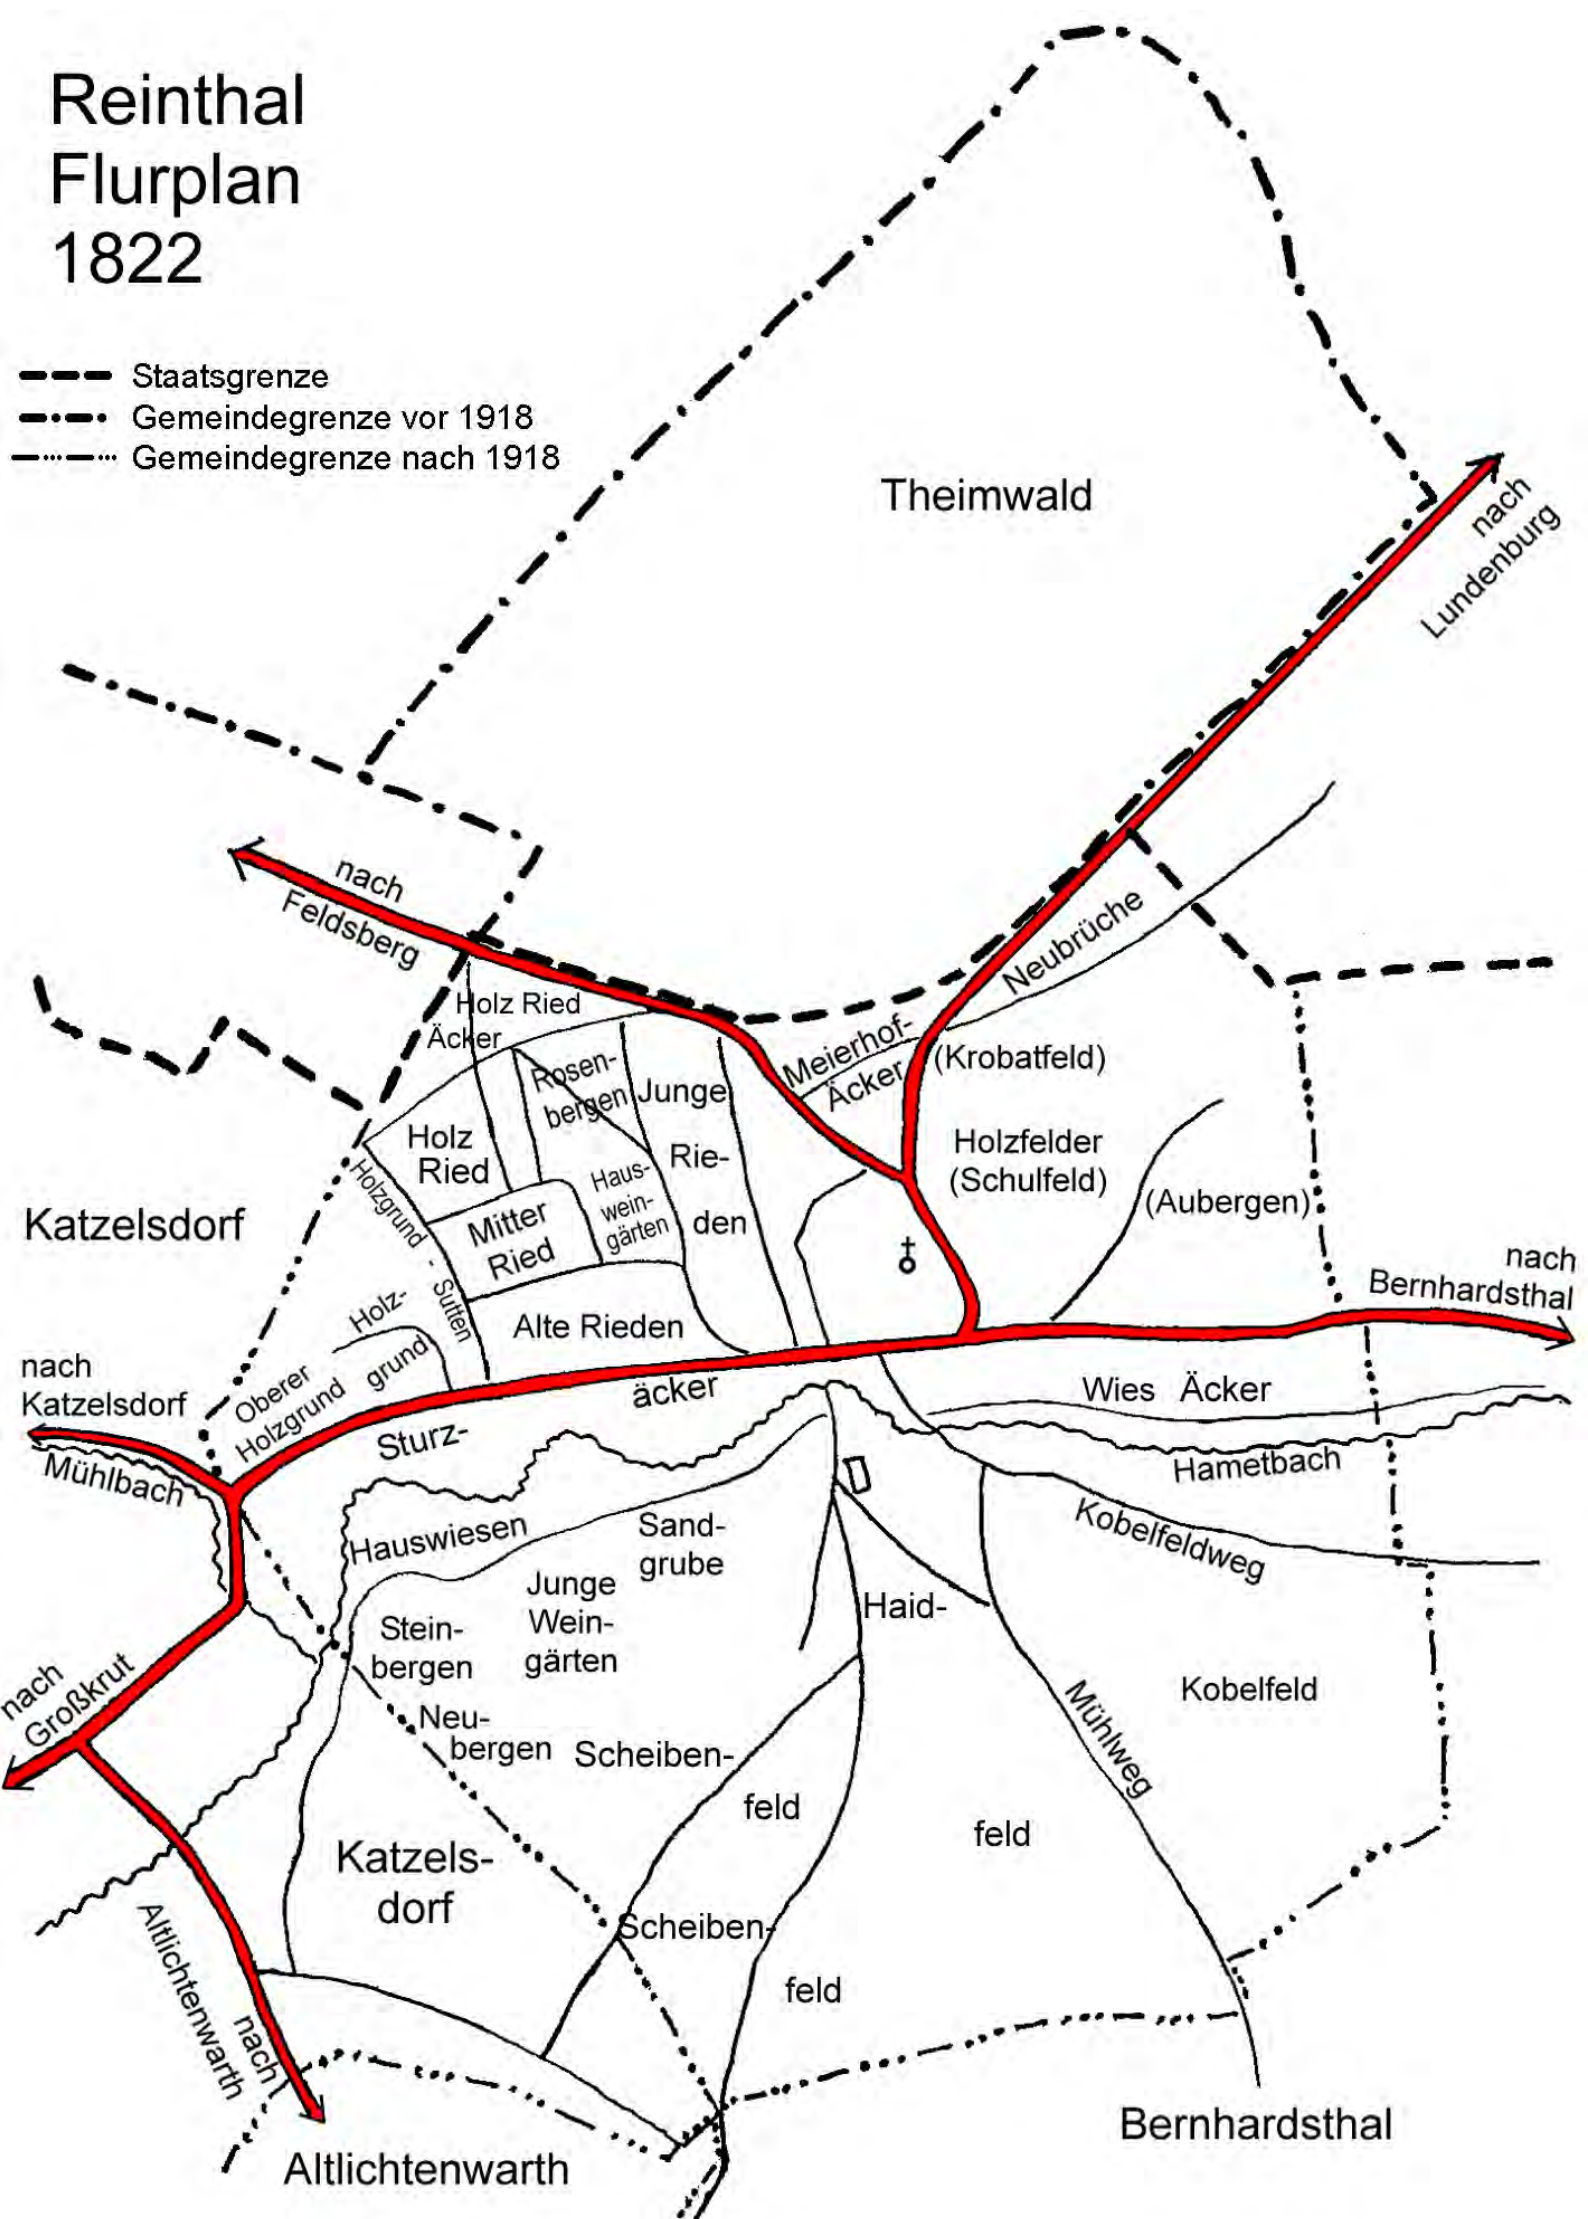 Reinthal
Flurplan
1822
Staatsgrenze
Gemeindegrenze vor 1918
Gemeindegrenze nach 1918
Theimwald
nach
Lundenburg
nach
Feldsberg
Neubrüche
Holz Ried
Äcker
Meierhof-
Äcker
(Krobatfeld)
Rosen-
bergen
Junge
Rie-
den
Holz
Ried
Holzfelder
(Schulfeld)
(Aubergen)
Haus-
wein-
gärten
Mitter
Ried
Holzgrund - Sutten
Katzelsdorf
Alte Rieden
Holz-
grund
Oberer
Holzgrund
nach
Bernhardsthal
nach
Katzelsdorf
Mühlbach
Sturz-
äcker
Wies Äcker
Hametbach
Hauswiesen
Sand-
grube
Kobelfeldweg
Junge
Wein-
gärten
Stein-
bergen
Haid-
feld
Kobelfeld
Mühlweg
nach
Großkrut
Neu-
bergen
Scheiben-
feld
Katzels-
dorf
Scheiben-
feld
nach
Altlichtenwarth
Altlichtenwarth
Bernhardsthal